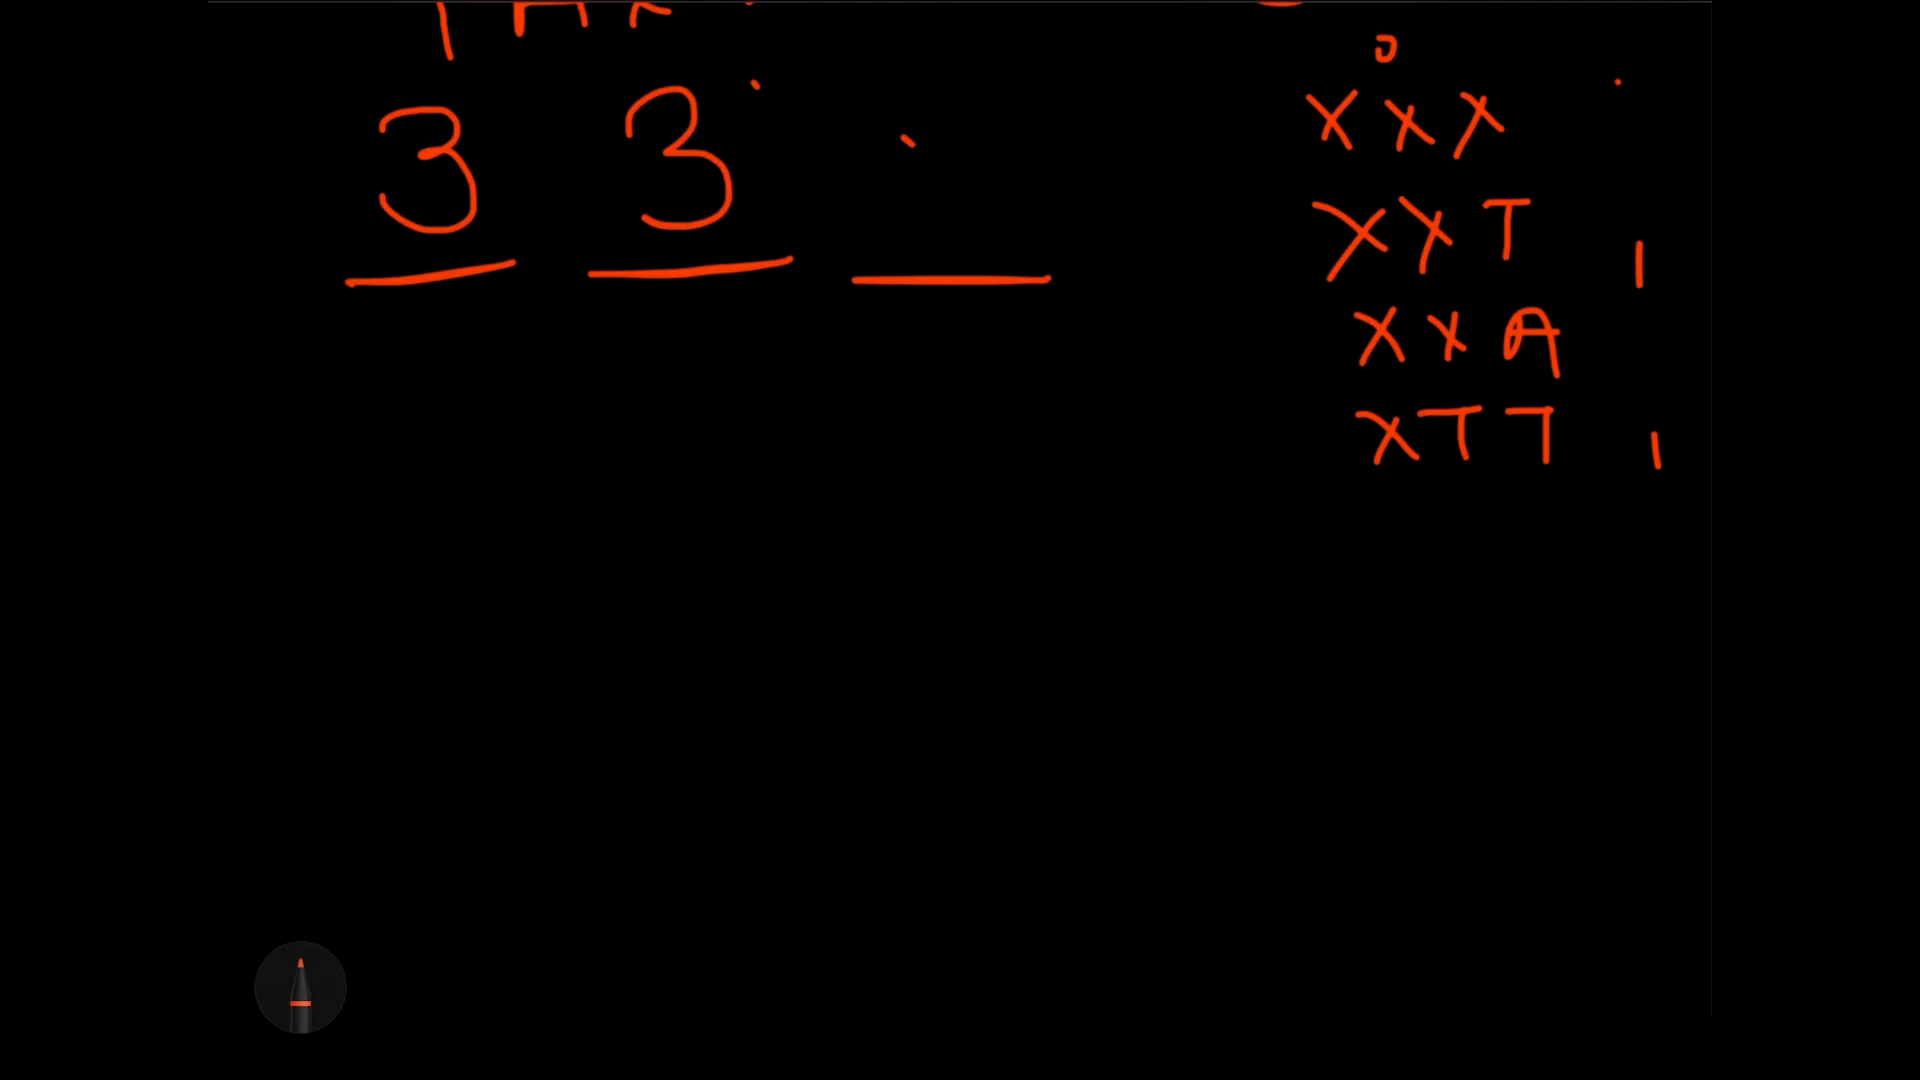 3 3
X X X
X X T 1
X X A
X T T 1